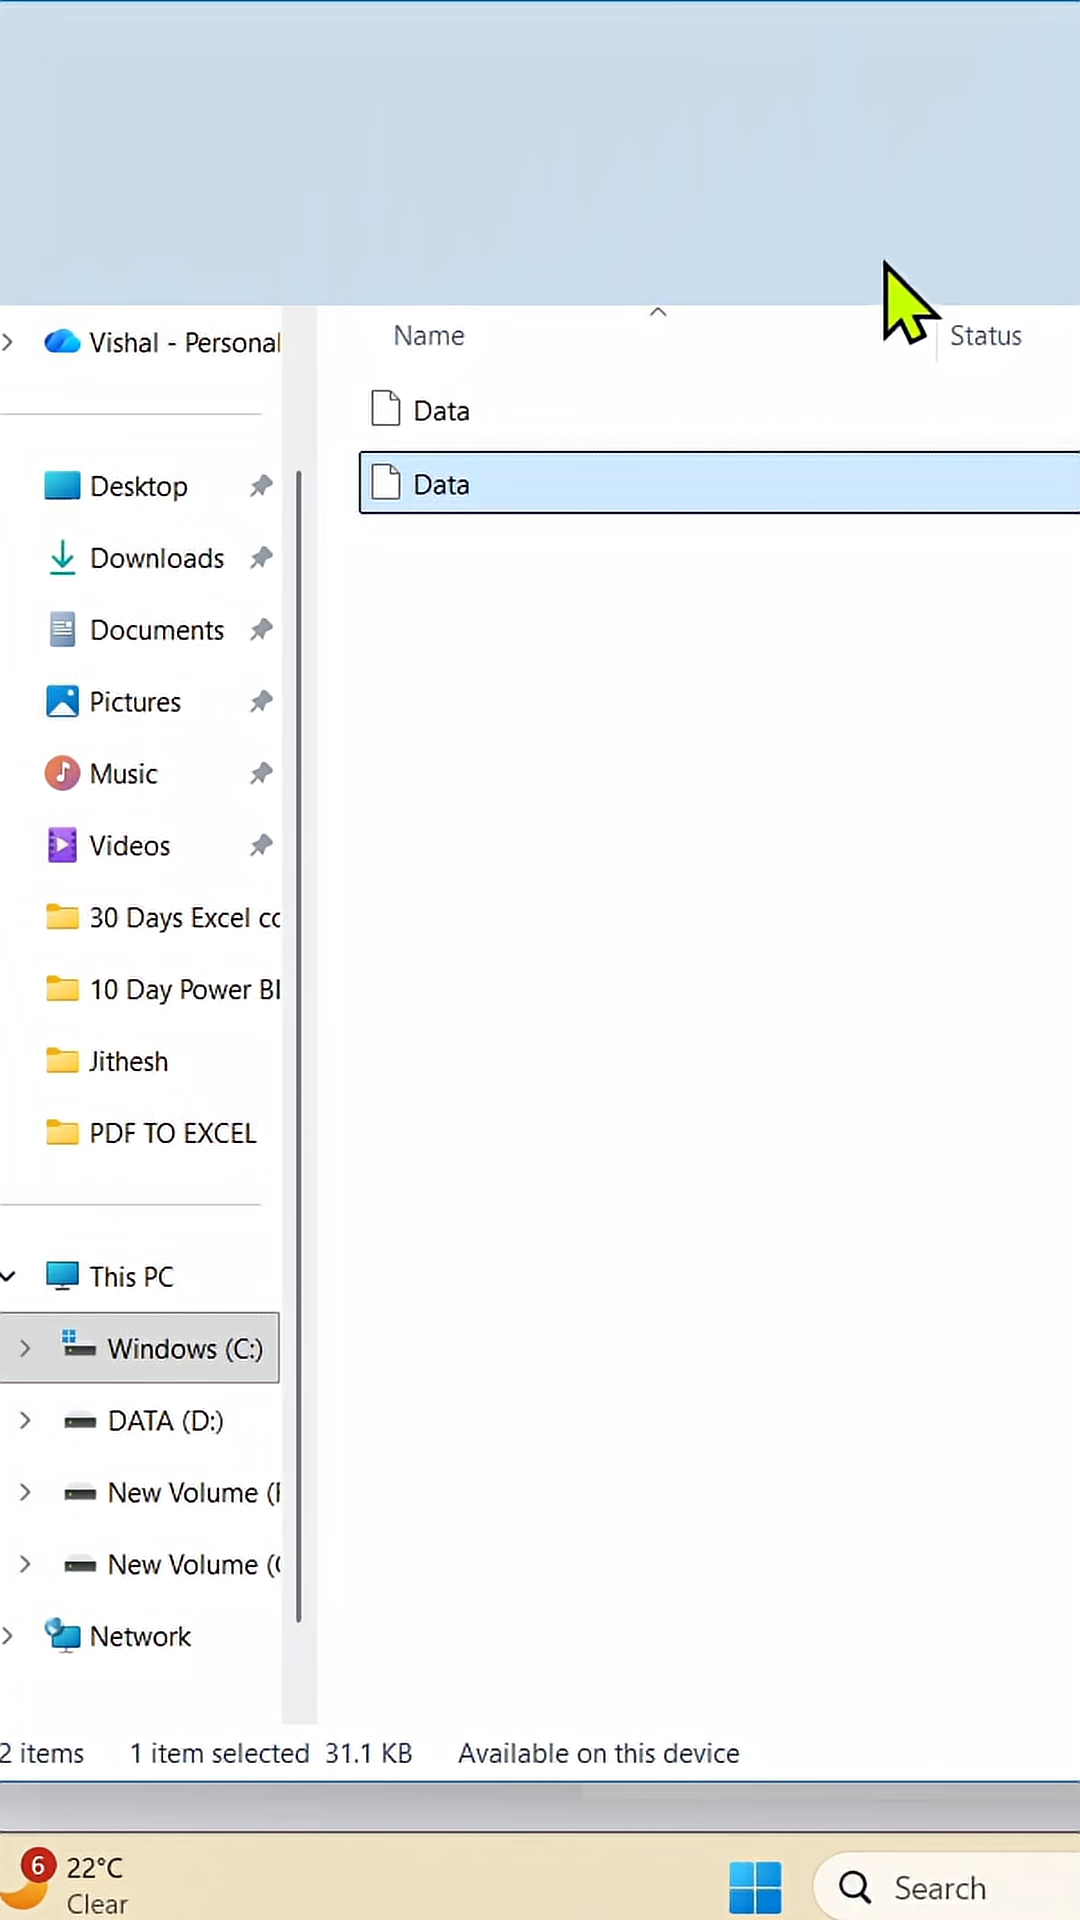 Vishal - Personal
Name
Status
Data
Data
Desktop
Downloads
Documents
Pictures
Music
Videos
30 Days Excel
10 Day Power BI
Jithesh
PDF TO EXCEL
This PC
Windows (C:)
DATA (D:)
New Volume
New Volume
Network
2 items 1 item selected 31.1 KB Available on this device
6
22°C
Clear
Search